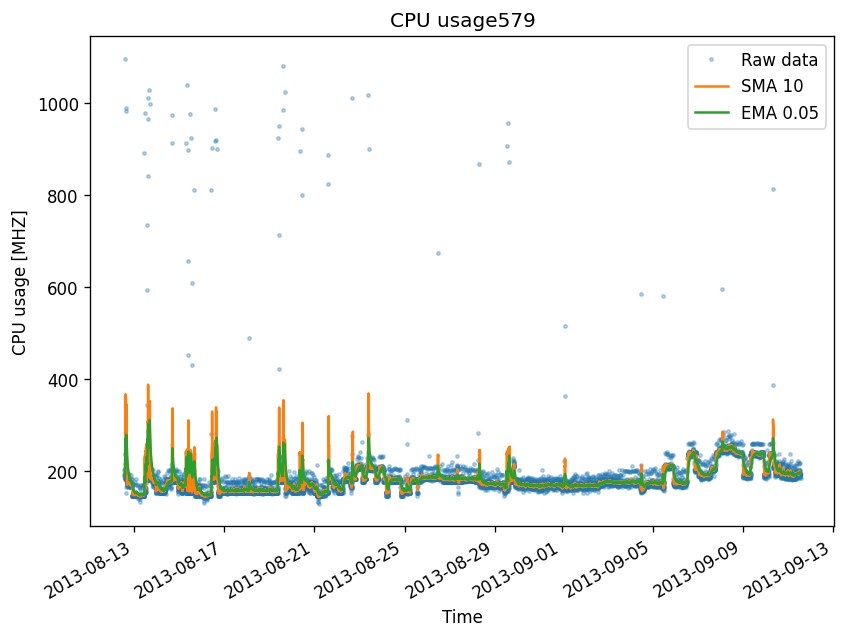 CPU usage579
Raw data
SMA 10
EMA 0.05
CPU usage [MHZ]
1000
800
600
400
200
2013-08-13
2013-08-17
2013-08-21
2013-08-25
2013-08-29
2013-09-01
2013-09-05
2013-09-09
2013-09-13
Time